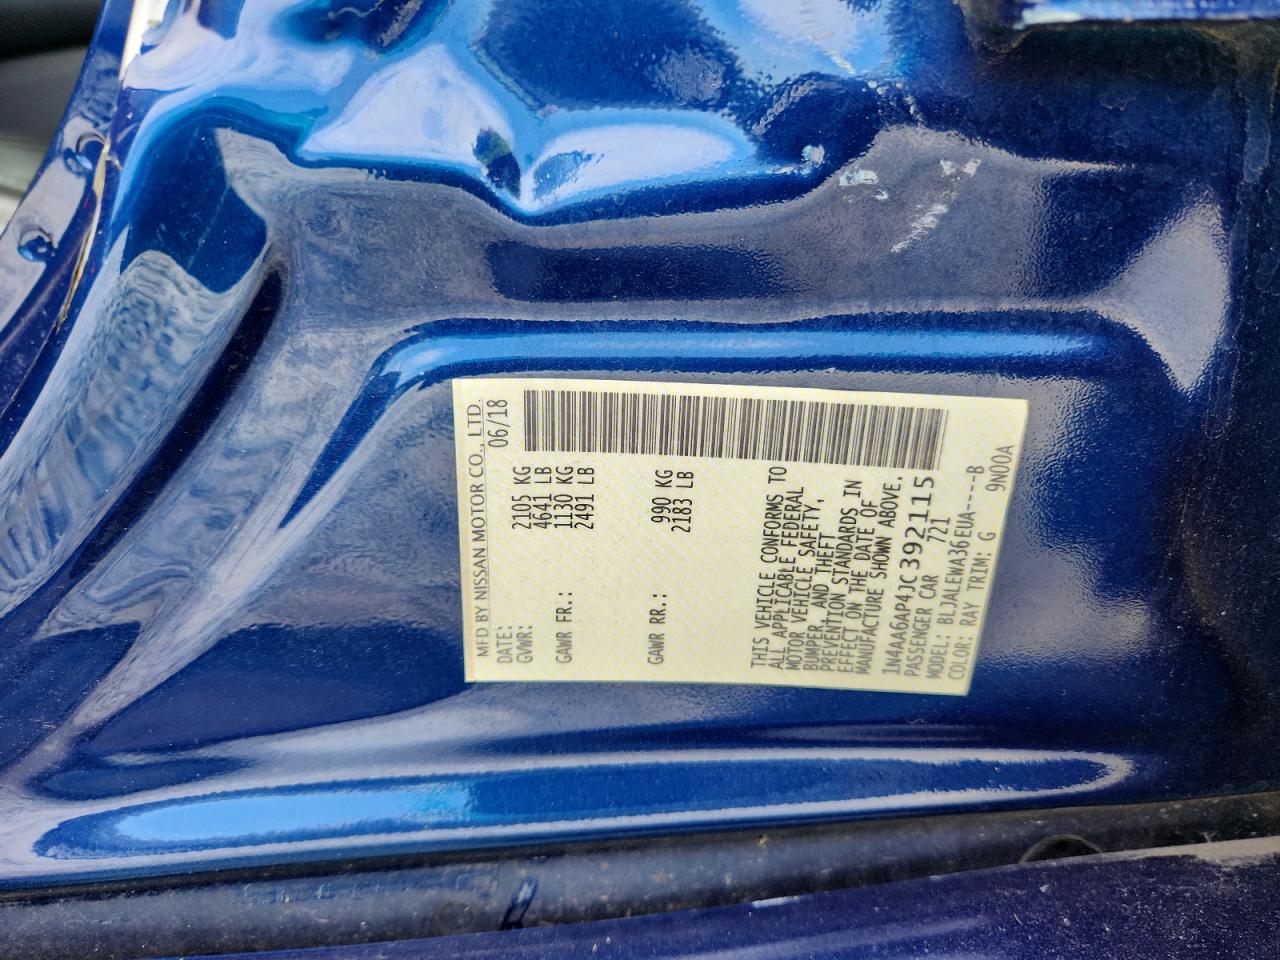 MFD BY NISSAN MOTOR CO., LTD.
DATE: 06/18
GVWR: 2105 KG
4641 LB
GAWR FR.: 1130 KG
2491 LB
GAWR RR.: 990 KG
2183 LB
THIS VEHICLE CONFORMS TO
ALL APPLICABLE FEDERAL
MOTOR VEHICLE SAFETY,
BUMPER, AND THEFT
PREVENTION STANDARDS IN
EFFECT ON THE DATE OF
MANUFACTURE SHOWN ABOVE.
1N4AA6AP4JC392115
PASSENGER CAR 721
MODEL: BLJALEWA36EUA----B
COLOR: RAY TRIM: G 9N00A